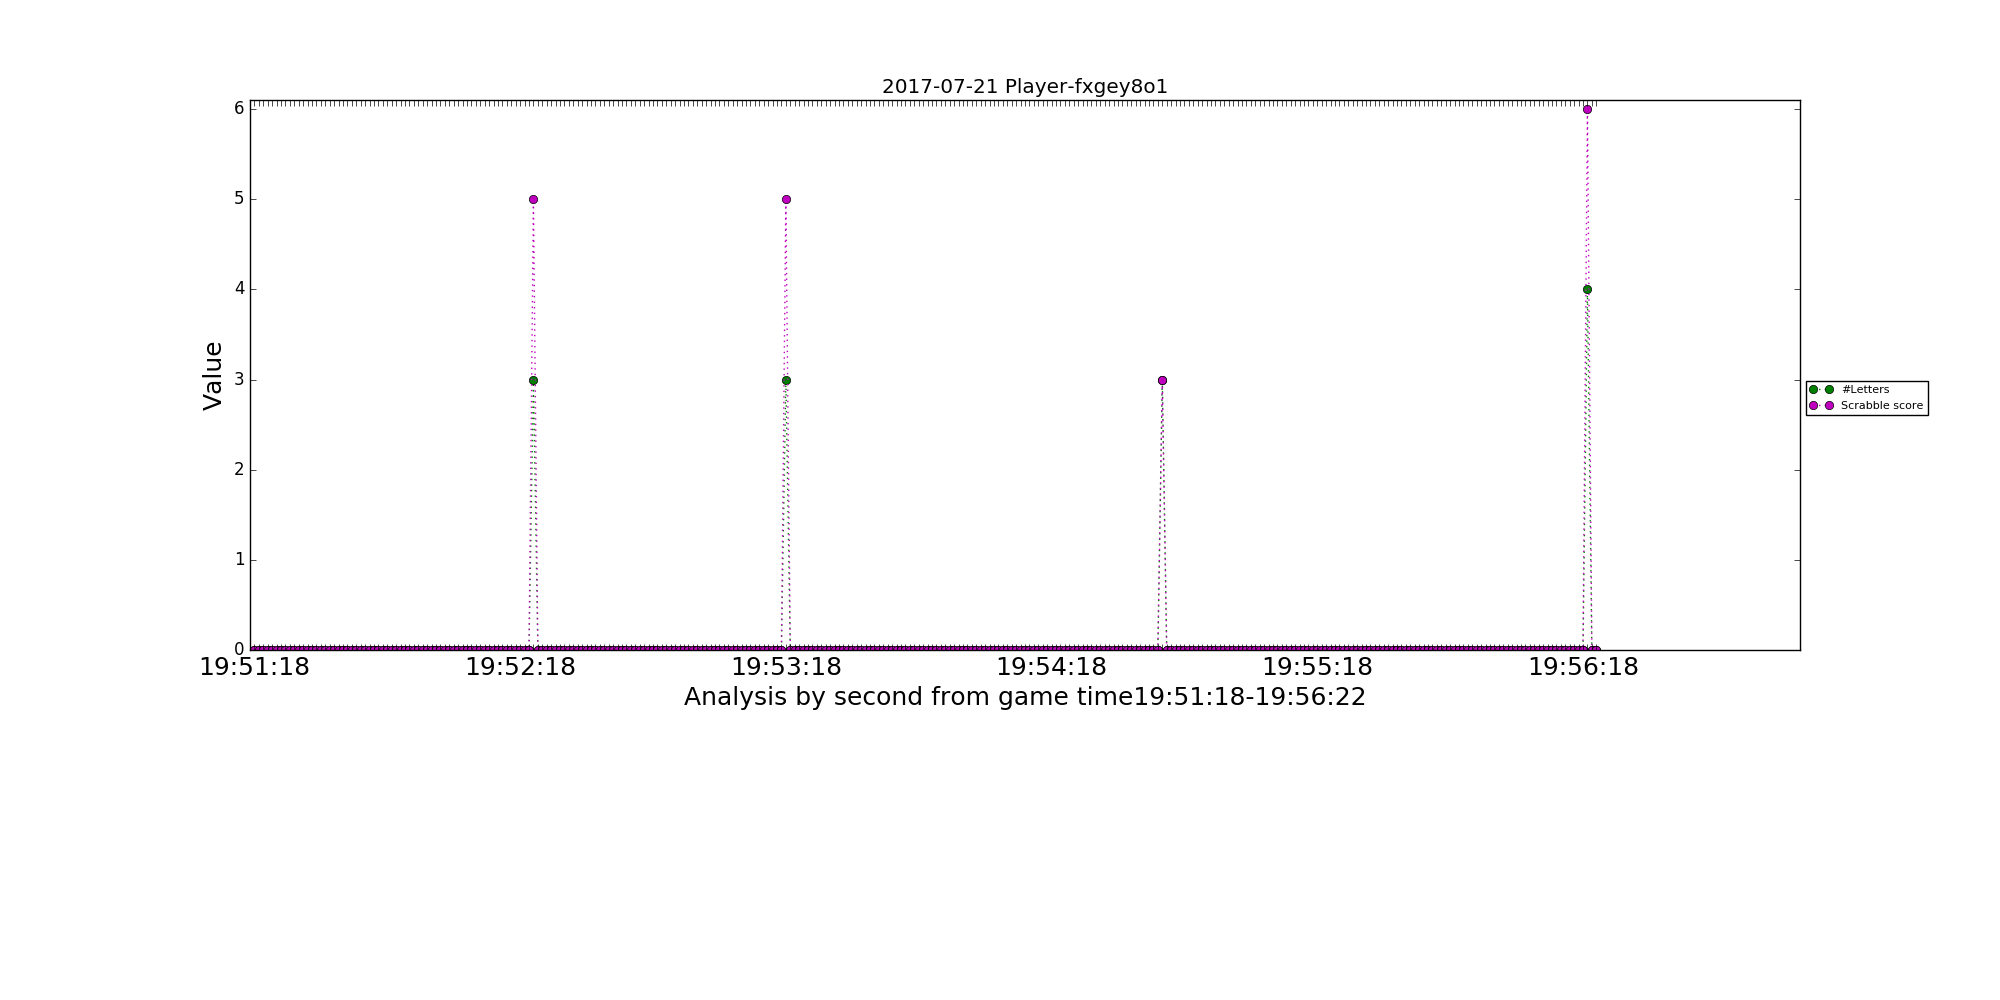 2017-07-21 Player-fxgey8o1
6
5
4
3
2
1
0
Value
#Letters
Scrabble score
19:51:18 19:52:18 19:53:18 19:54:18 19:55:18 19:56:18
Analysis by second from game time19:51:18-19:56:22